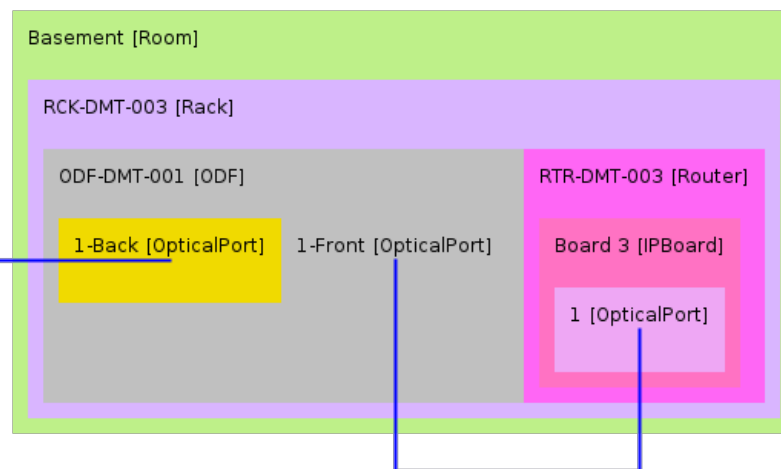 Basement [Room]
RCK-DMT-003 [Rack]
ODF-DMT-001 [ODF]
RTR-DMT-003 [Router]
1-Back [OpticalPort]
1-Front [OpticalPort]
Board 3 [IPBoard]
1 [OpticalPort]